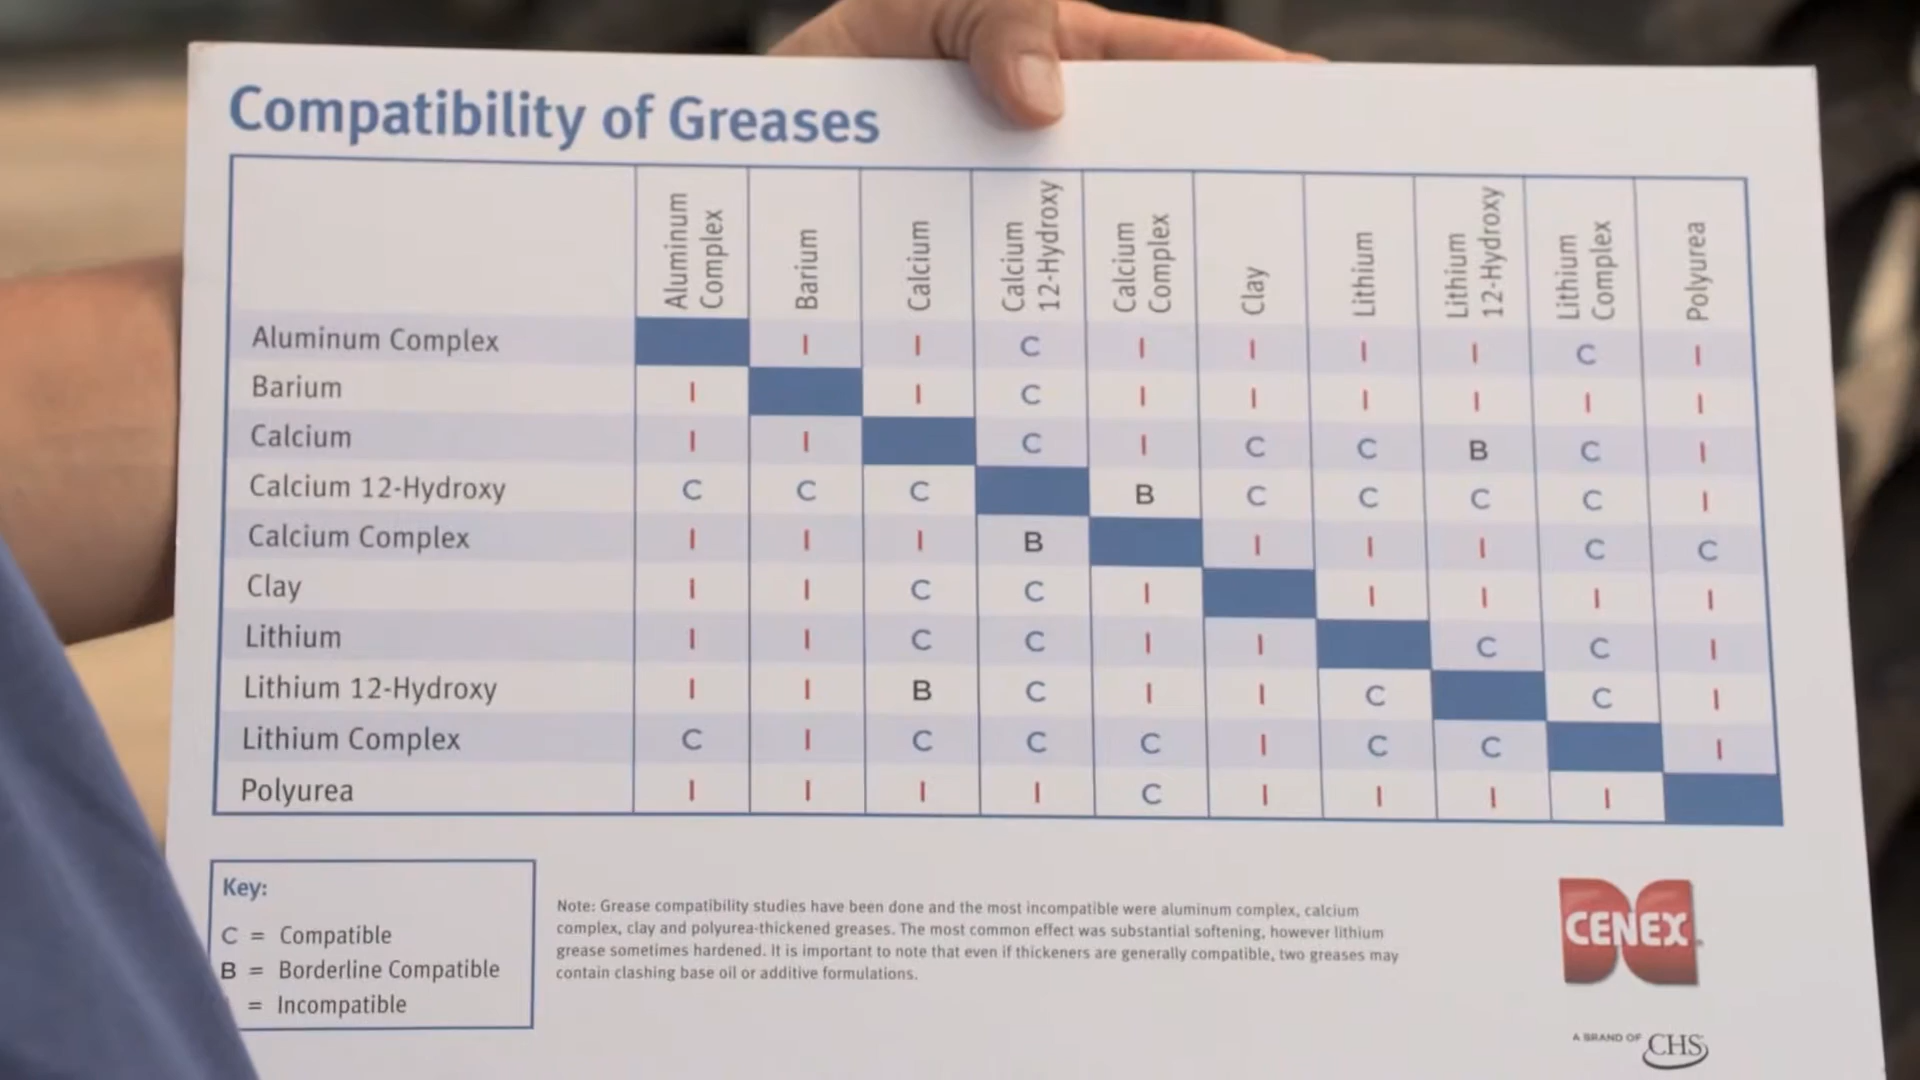 Compatibility of Greases
Aluminum Complex
Barium
Calcium
Calcium 12-Hydroxy
Calcium Complex
Clay
Lithium
Lithium 12-Hydroxy
Lithium Complex
Polyurea
Aluminum Complex I I C I I I I C I
Barium I I C I I I I I I
Calcium I I C I C C B C I
Calcium 12-Hydroxy C C C B C C C C I
Calcium Complex I I I B I I I C C
Clay I I C C I I I I I
Lithium I I C C I I C C I
Lithium 12-Hydroxy I I B C I I C C I
Lithium Complex C I C C C I C C I
Polyurea I I I I C I I I I
Key:
C = Compatible
B = Borderline Compatible
= Incompatible
Note: Grease compatibility studies have been done and the most incompatible were aluminum complex, calcium
complex, clay and polyurea-thickened greases. The most common effect was substantial softening, however lithium
grease sometimes hardened. It is important to note that even if thickeners are generally compatible, two greases may
contain clashing base oil or additive formulations.
CENEX
A BRAND OF CHS